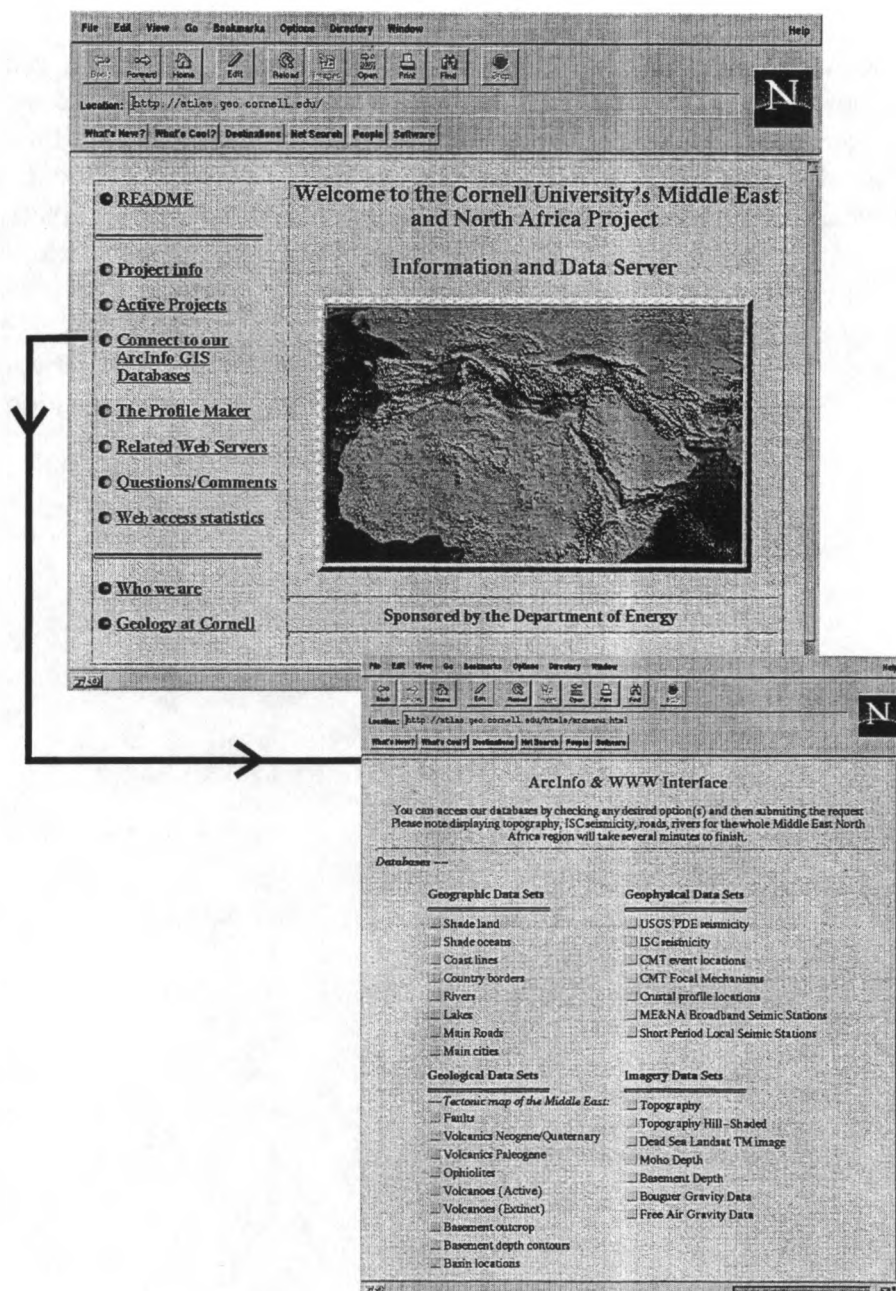 File Edit View Go Bookmarks Options Directory Window Help
Back Forward Home Edit Reload Images Open Print Find Stop
N
Location: http://atlas.geo.cornell.edu/
What's New? What's Cool? Destinations Net Search People Software
README
Project info
Active Projects
Connect to our
ArcInfo GIS
Databases
The Profile Maker
Related Web Servers
Questions/Comments
Web access statistics
Who we are
Geology at Cornell
Welcome to the Cornell University's Middle East
and North Africa Project
Information and Data Server
Sponsored by the Department of Energy
File Edit View Go Bookmarks Options Directory Window Help
Back Home Edit Reload Open Print Find
N
Location: http://atlas.geo.cornell.edu/htmls/arcmenu.html
What's New? What's Cool? Destinations Net Search People Software
ArcInfo & WWW Interface
You can access our databases by checking any desired option(s) and then submiting the request
Please note displaying topography, ISC seismicity, roads, rivers for the whole Middle East North
Africa region will take several minutes to finish.
Databases ---
Geographic Data Sets
Shade land
Shade oceans
Coast lines
Country borders
Rivers
Lakes
Main Roads
Main cities
Geological Data Sets
---Tectonic map of the Middle East:
Faults
Volcanics Neogene/Quaternary
Volcanics Paleogene
Ophiolites
Volcanoes (Active)
Volcanoes (Extinct)
Basement outcrop
Basement depth contours
Basin locations
Geophysical Data Sets
USGS PDE seismicity
ISC seismicity
CMT event locations
CMT Focal Mechanisms
Crustal profile locations
ME&NA Broadband Seimic Stations
Short Period Local Seimic Stations
Imagery Data Sets
Topography
Topography Hill-Shaded
Dead Sea Landsat TM image
Moho Depth
Basement Depth
Bouguer Gravity Data
Free Air Gravity Data